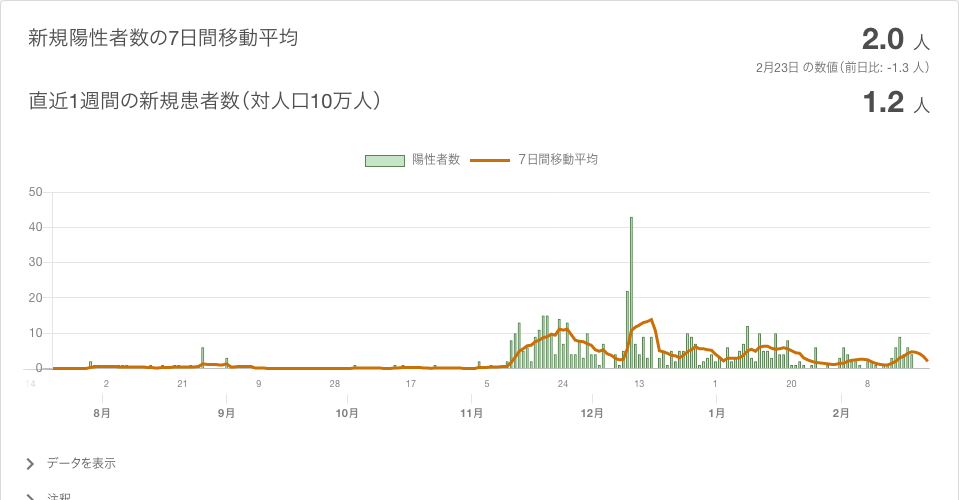 新規陽性者数の7日間移動平均
2.0 人
2月23日 の数値（前日比: -1.3 人）
直近1週間の新規患者数（対人口10万人）
1.2 人
陽性者数 7日間移動平均
50
40
30
20
10
0
14 2 21 9 28 17 5 24 13 1 20 8
8月 9月 10月 11月 12月 1月 2月
データを表示
注釈